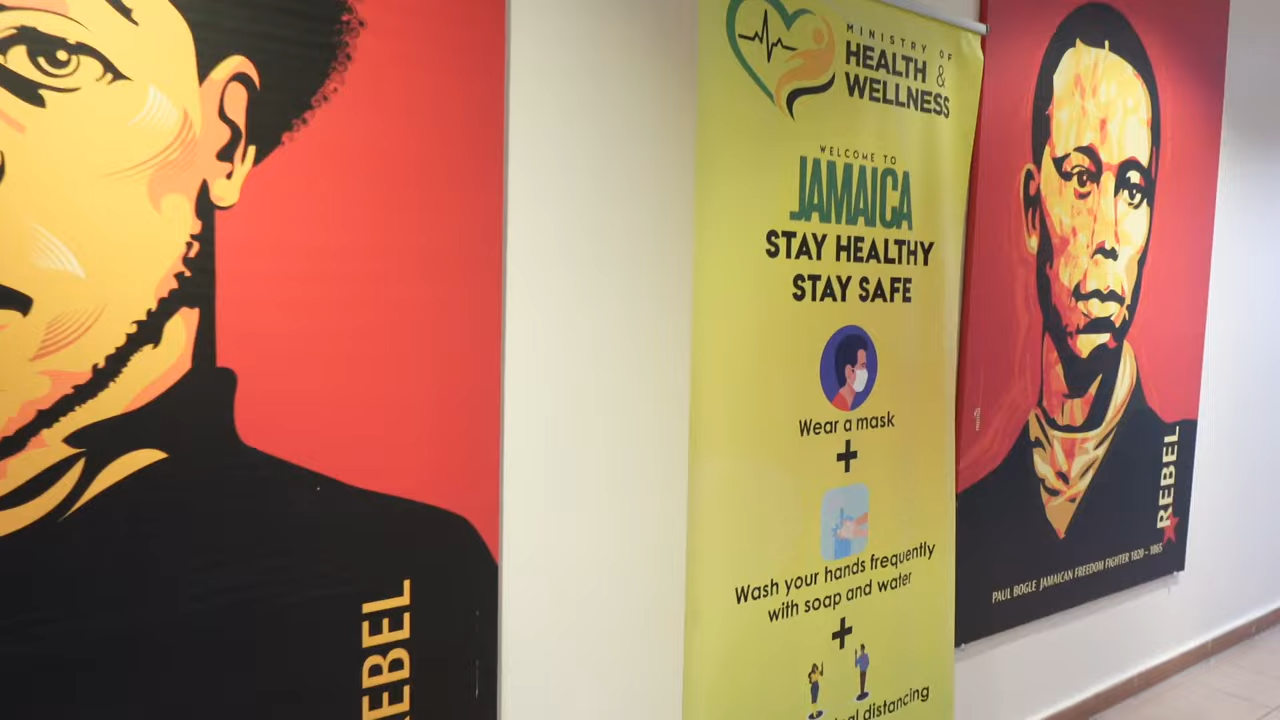 REBEL
MINISTRY OF
HEALTH &
WELLNESS
WELCOME TO
JAMAICA
STAY HEALTHY
STAY SAFE
Wear a mask
+
Wash your hands frequently
with soap and water
+
distancing
REBEL
PAUL BOGLE JAMAICAN FREEDOM FIGHTER 1820 - 1865